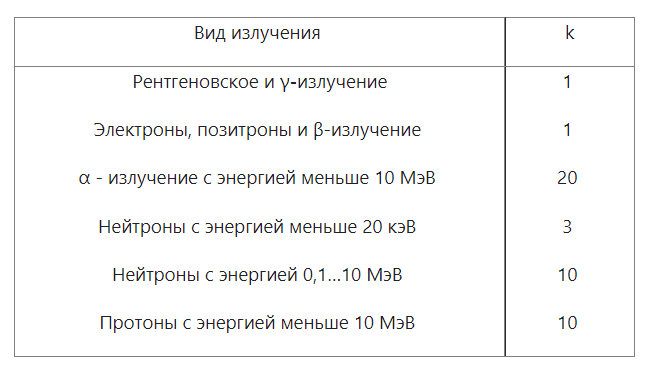 Вид излучения k
Рентгеновское и γ-излучение 1
Электроны, позитроны и β-излучение 1
α - излучение с энергией меньше 10 МэВ 20
Нейтроны с энергией меньше 20 кэВ 3
Нейтроны с энергией 0,1...10 МэВ 10
Протоны с энергией меньше 10 МэВ 10